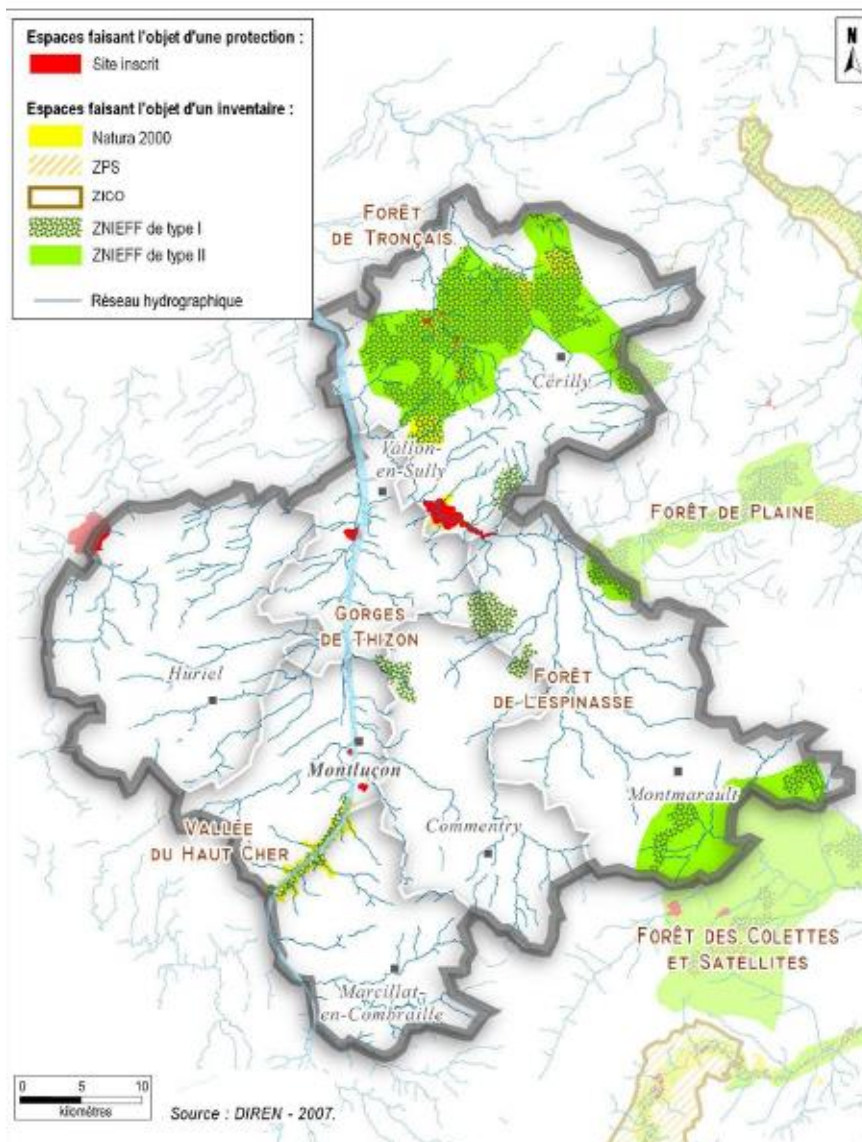 Espaces faisant l'objet d'une protection :
Site inscrit
Espaces faisant l'objet d'un inventaire :
Natura 2000
ZPS
ZICO
ZNIEFF de type I
ZNIEFF de type II
Réseau hydrographique
N
FORÊT
DE TRONÇAIS
Cérilly
Vallon-
en-Sully
FORÊT DE PLAINE
GORGES
DE THIZON
Huriel
FORÊT
DE L'ESPINASSE
Montluçon
Montmarault
VALLÉE
DU HAUT CHER
Commentry
FORÊT DES COLETTES
ET SATELLITES
Marcillat-
en-Combraille
0 5 10
kilomètres
Source : DIREN - 2007.